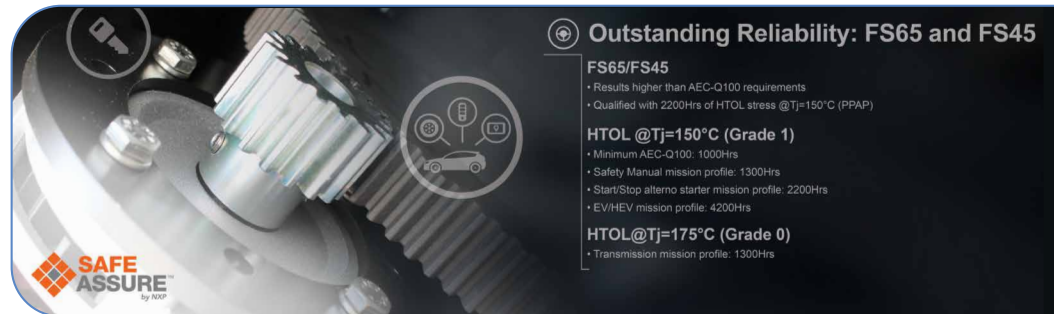 Outstanding Reliability: FS65 and FS45
FS65/FS45
• Results higher than AEC-Q100 requirements
• Qualified with 2200Hrs of HTOL stress @Tj=150°C (PPAP)
HTOL @Tj=150°C (Grade 1)
• Minimum AEC-Q100: 1000Hrs
• Safety Manual mission profile: 1300Hrs
• Start/Stop alterno starter mission profile: 2200Hrs
• EV/HEV mission profile: 4200Hrs
HTOL@Tj=175°C (Grade 0)
• Transmission mission profile: 1300Hrs
SAFE
ASSURE™
by NXP